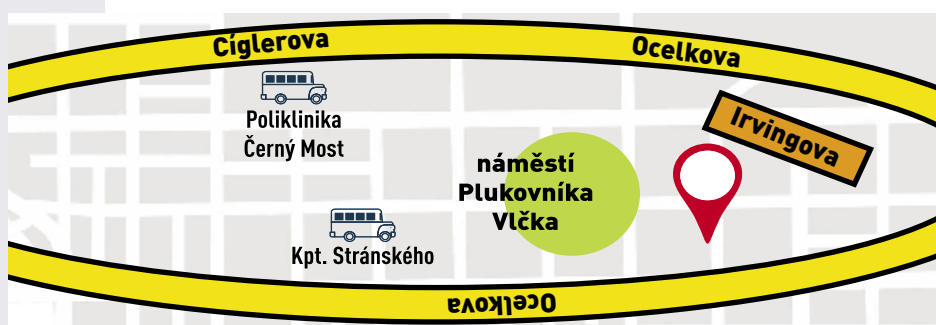 Cíglerova
Ocelkova
Poliklinika
Černý Most
Irvingova
náměstí
Plukovníka
Vlčka
Kpt. Stránského
Ocelkova